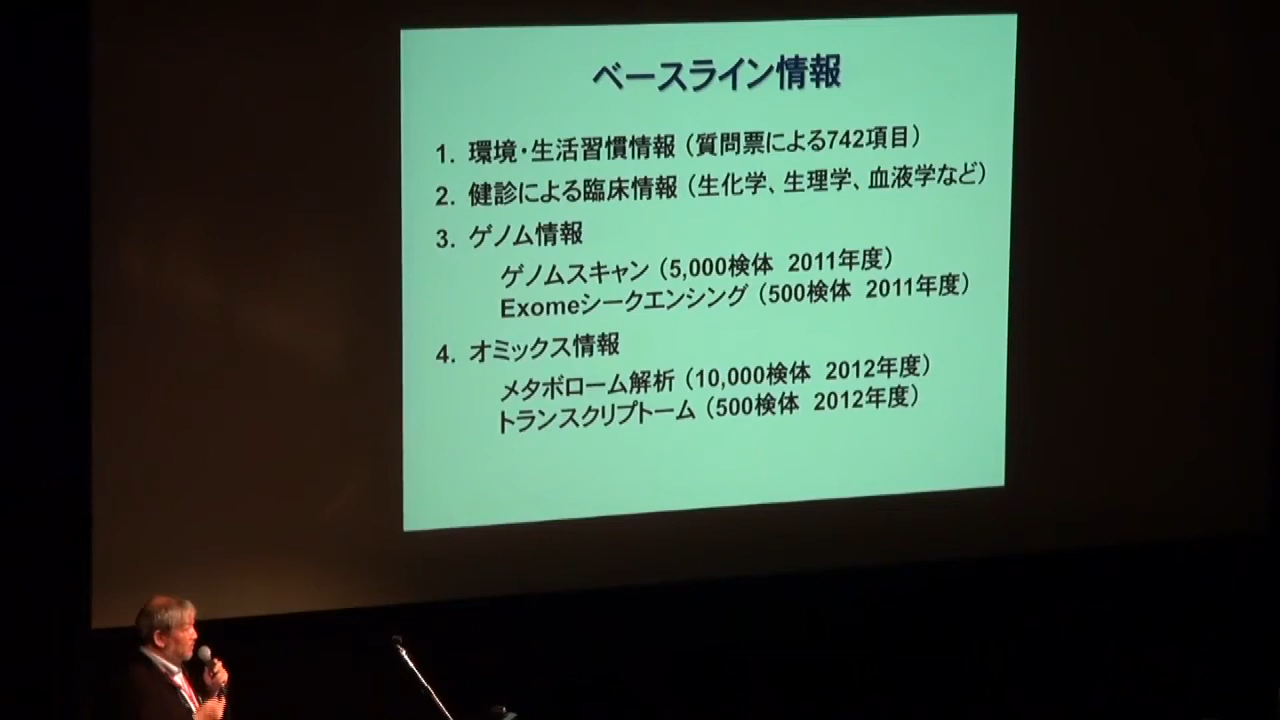 ベースライン情報
1. 環境・生活習慣情報（質問票による742項目）
2. 健診による臨床情報（生化学、生理学、血液学など）
3. ゲノム情報
ゲノムスキャン（5,000検体 2011年度）
Exomeシークエンシング（500検体 2011年度）
4. オミックス情報
メタボローム解析（10,000検体 2012年度）
トランスクリプトーム（500検体 2012年度）